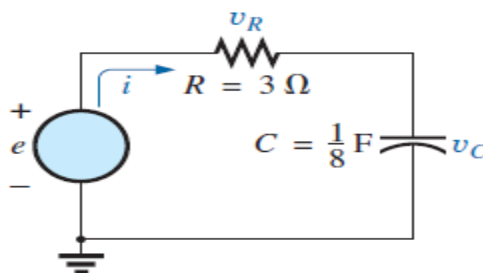 v_R
+
e
−
i
R = 3 Ω
C = 1/8 F
v_C